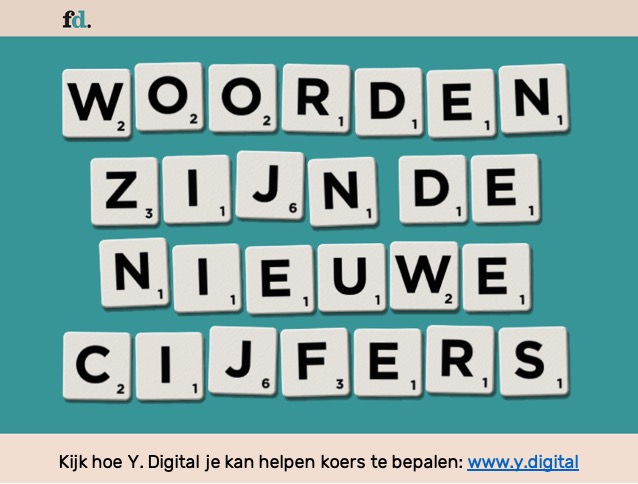 fd.
WOORDEN
ZIJN DE
NIEUWE
CIJFERS
Kijk hoe Y. Digital je kan helpen koers te bepalen: www.y.digital